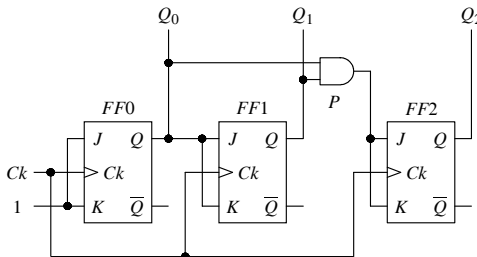 Q₀ Q₁ Q₂
P
FF0 FF1 FF2
J Q J Q J Q
Ck Ck Ck Ck
1 K Q̅ K Q̅ K Q̅